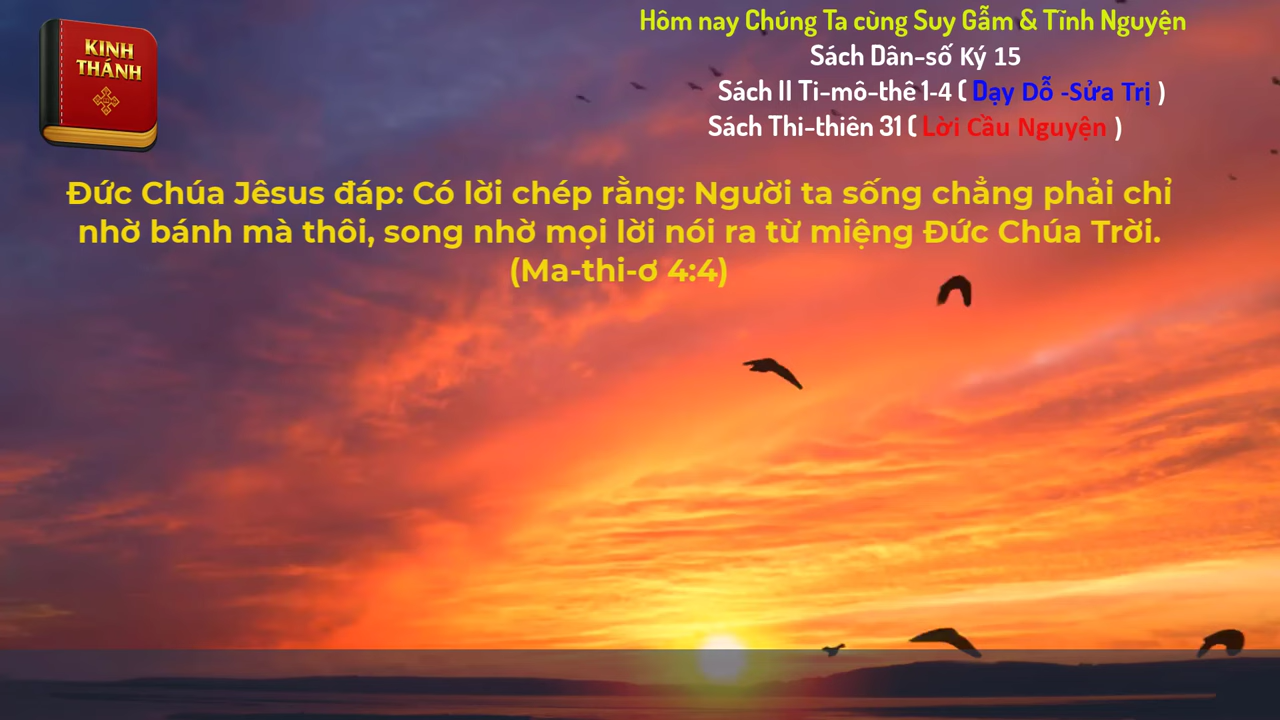 KINH
THÁNH
Hôm nay Chúng Ta cùng Suy Gẫm & Tĩnh Nguyện
Sách Dân-số Ký 15
Sách II Ti-mô-thê 1-4 ( Dạy Dỗ -Sửa Trị )
Sách Thi-thiên 31 ( Lời Cầu Nguyện )
Đức Chúa Jêsus đáp: Có lời chép rằng: Người ta sống chẳng phải chỉ
nhờ bánh mà thôi, song nhờ mọi lời nói ra từ miệng Đức Chúa Trời.
(Ma-thi-ơ 4:4)